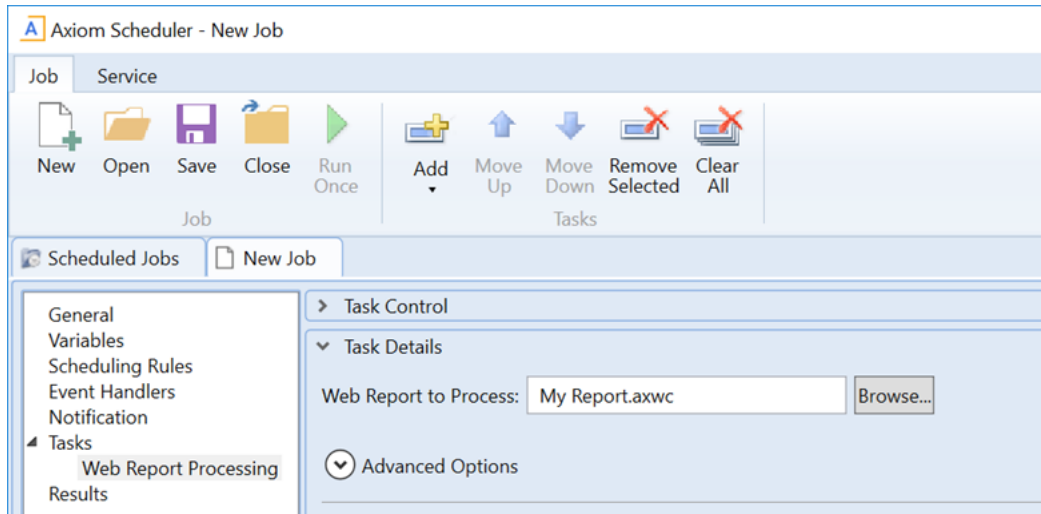 A Axiom Scheduler - New Job
Job Service
New Open Save Close Run Once Add Move Up Move Down Remove Selected Clear All
Job Tasks
Scheduled Jobs New Job
General
Variables
Scheduling Rules
Event Handlers
Notification
Tasks
Web Report Processing
Results
Task Control
Task Details
Web Report to Process: My Report.axwc Browse...
Advanced Options